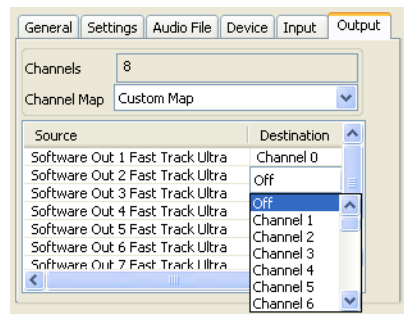 General Settings Audio File Device Input Output
Channels 8
Channel Map Custom Map
Source Destination
Software Out 1 Fast Track Ultra Channel 0
Software Out 2 Fast Track Ultra Off
Software Out 3 Fast Track Ultra Off
Software Out 4 Fast Track Ultra Channel 1
Software Out 5 Fast Track Ultra Channel 2
Software Out 6 Fast Track Ultra Channel 3
Software Out 7 Fast Track Ultra Channel 4
Channel 5
Channel 6